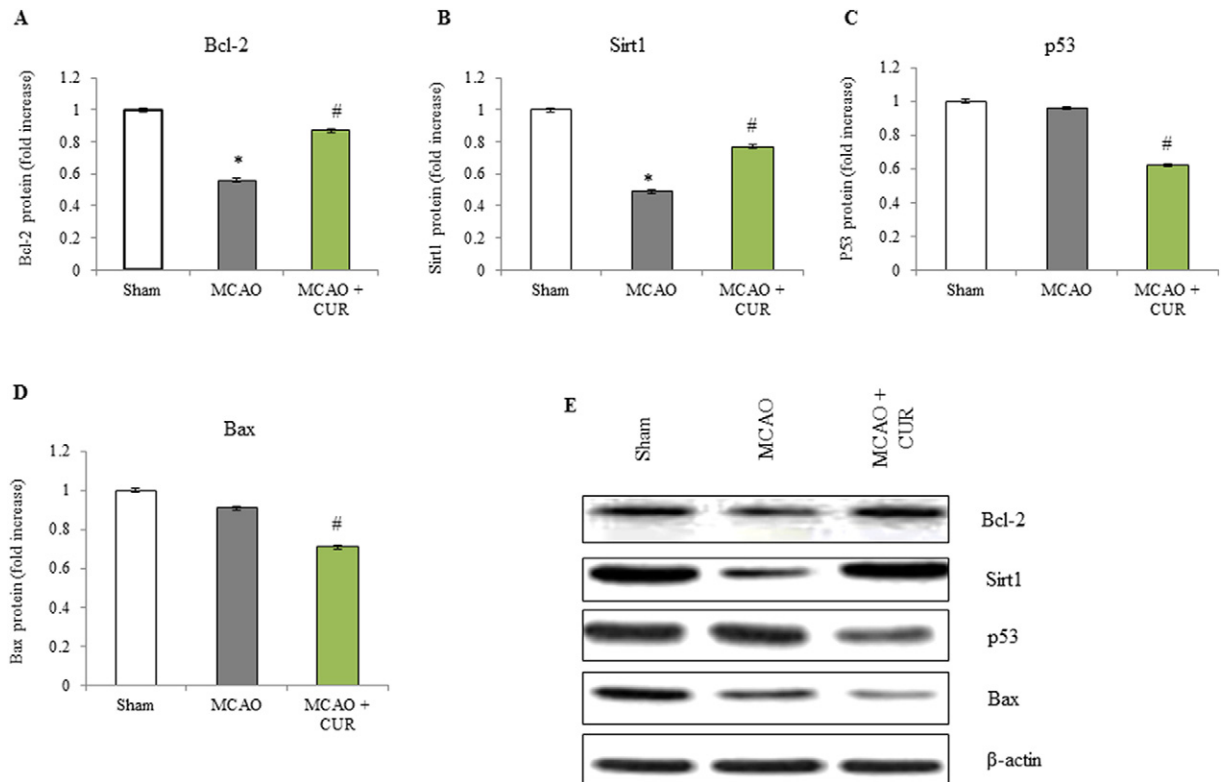 A
Bcl-2
Bcl-2 protein (fold increase)
1.2
1
0.8
0.6
0.4
0.2
0
*
#
Sham
MCAO
MCAO +
CUR
B
Sirt1
Sirt1 protein (fold increase)
1.2
1
0.8
0.6
0.4
0.2
0
*
#
Sham
MCAO
MCAO +
CUR
C
p53
P53 protein (fold increase)
1.2
1
0.8
0.6
0.4
0.2
0
#
Sham
MCAO
MCAO +
CUR
D
Bax
Bax protein (fold increase)
1.2
1
0.8
0.6
0.4
0.2
0
#
Sham
MCAO
MCAO +
CUR
E
Sham
MCAO
MCAO +
CUR
Bcl-2
Sirt1
p53
Bax
β-actin